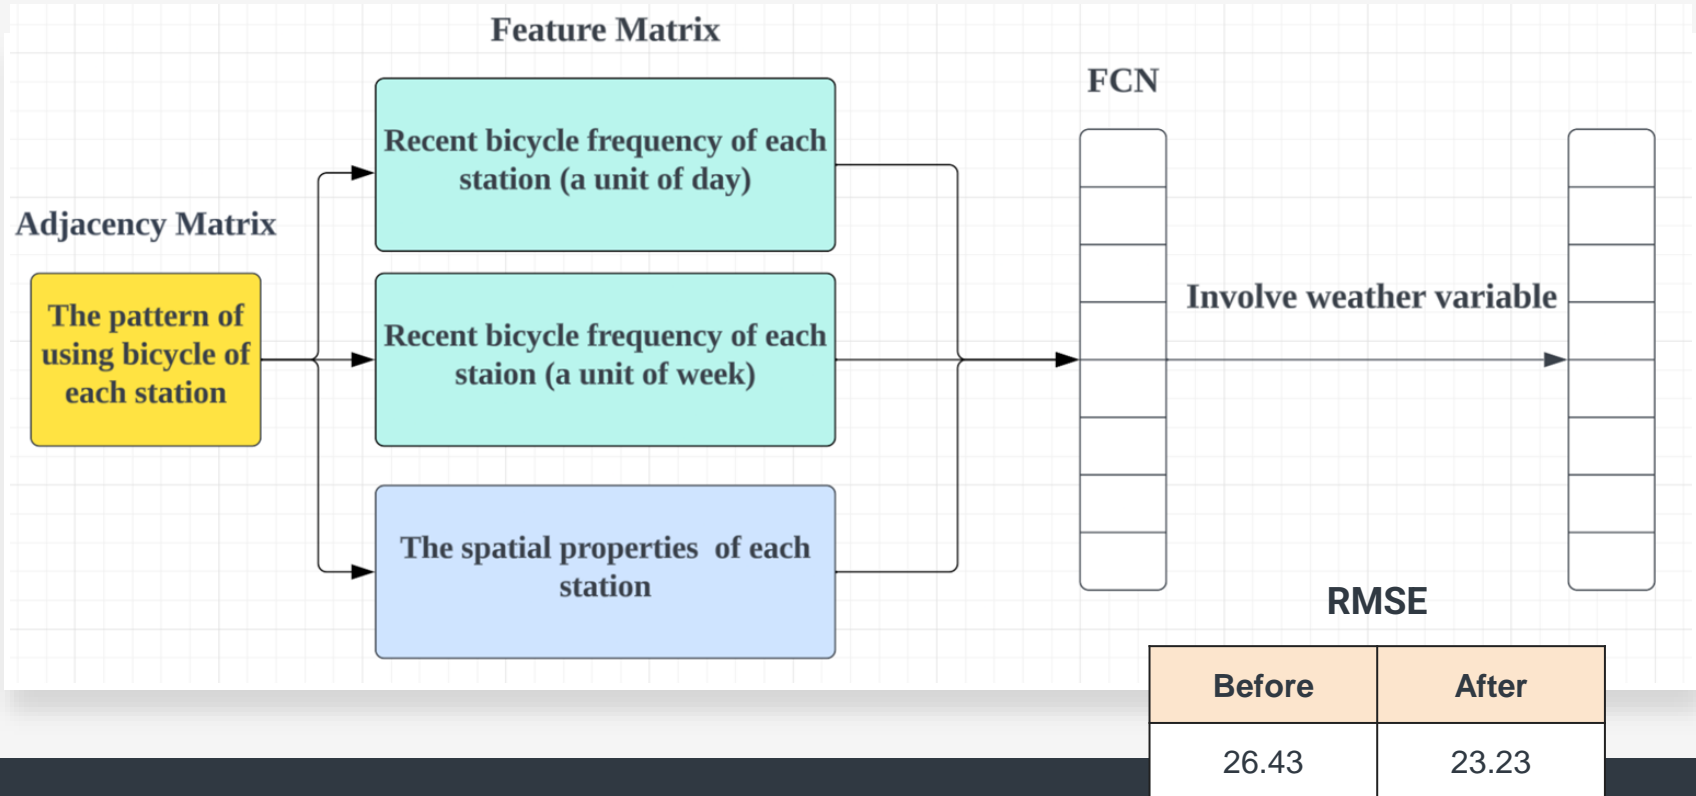 Feature Matrix
FCN
Recent bicycle frequency of each
station (a unit of day)
Adjacency Matrix
The pattern of
using bicycle of
each station
Recent bicycle frequency of each
staion (a unit of week)
Involve weather variable
The spatial properties  of each
station
RMSE
Before After
26.43 23.23